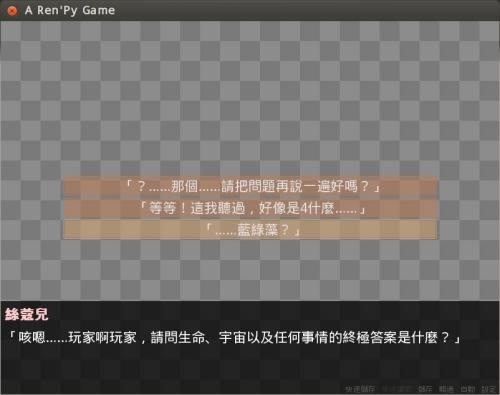 A Ren'Py Game
「？……那個……請把問題再說一遍好嗎？」
「等等！這我聽過，好像是4什麼……」
「……藍綠藻？」
絲蔻兒
「咳嗯……玩家啊玩家，請問生命、宇宙以及任何事情的終極答案是什麼？」
快速儲存 儲存 略過 自動 設定